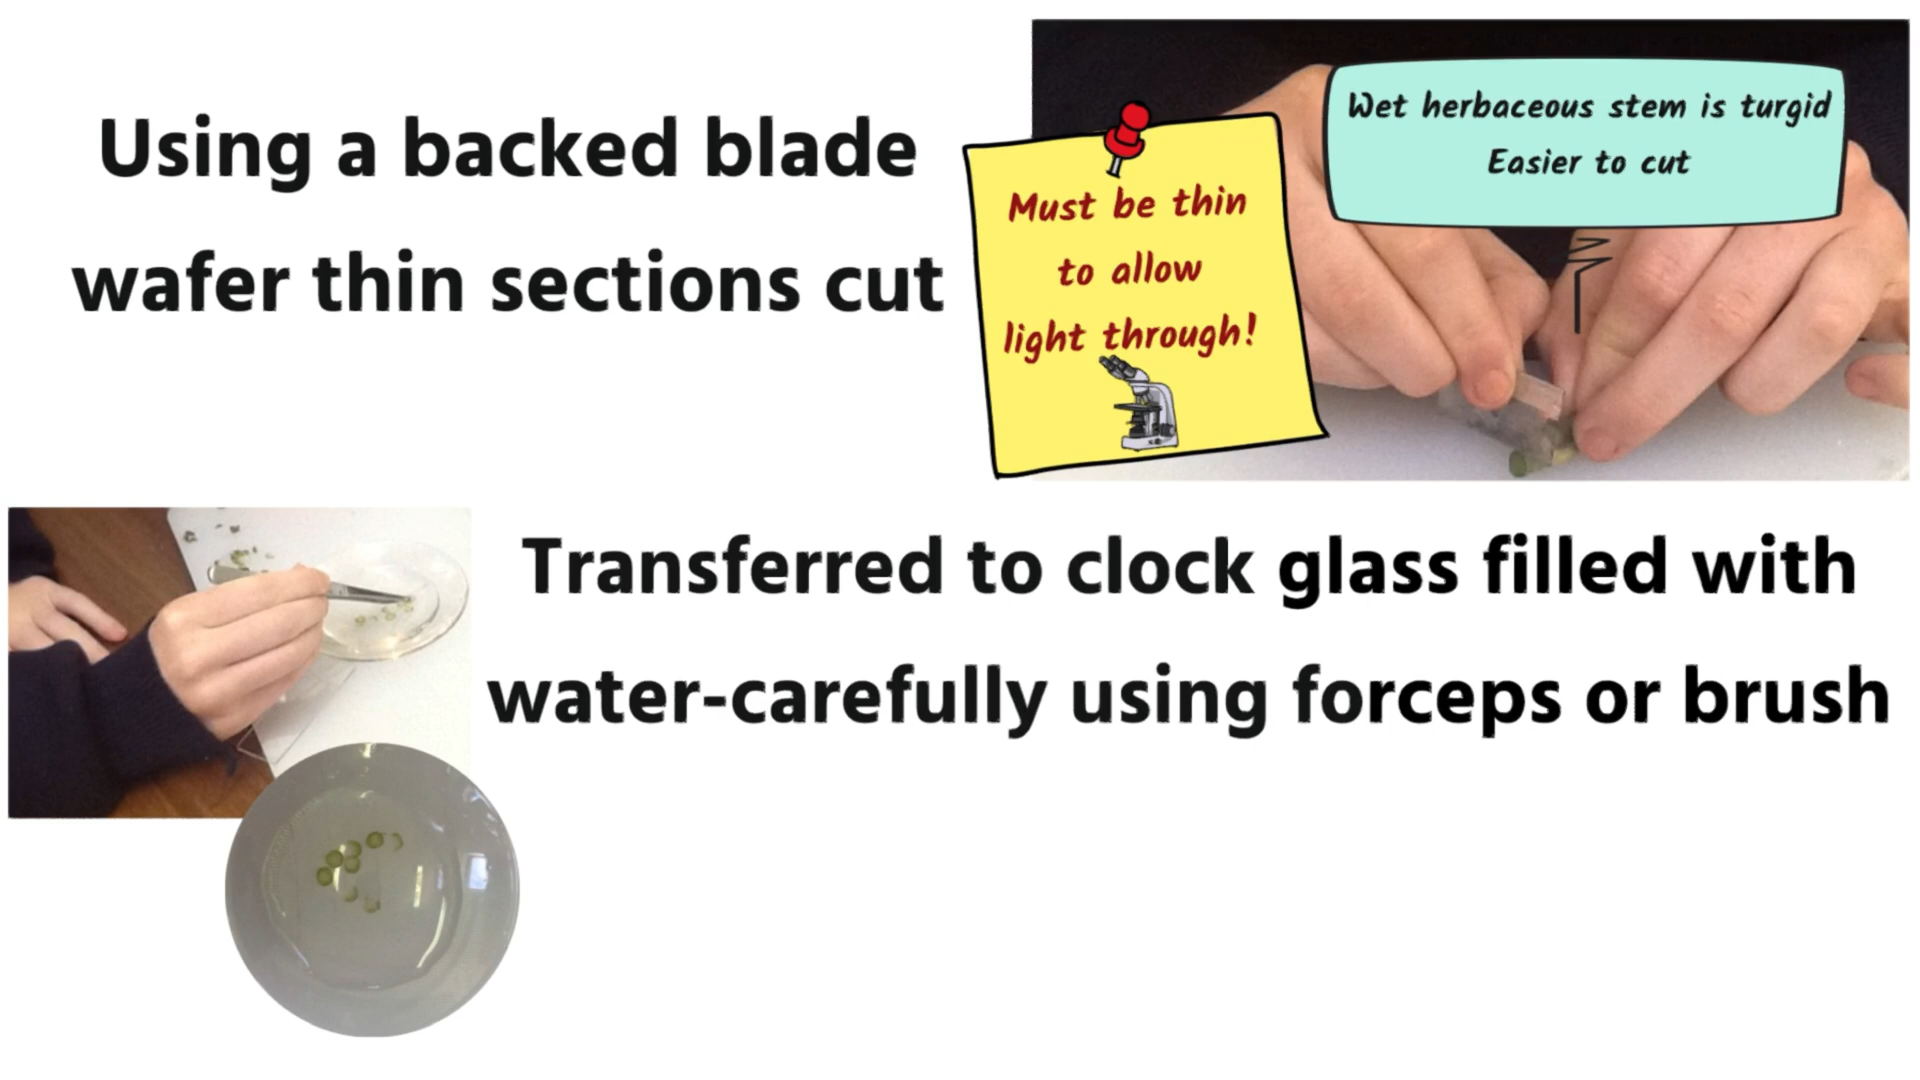 Using a backed blade
wafer thin sections cut
Must be thin
to allow
light through!
Wet herbaceous stem is turgid
Easier to cut
Transferred to clock glass filled with
water-carefully using forceps or brush